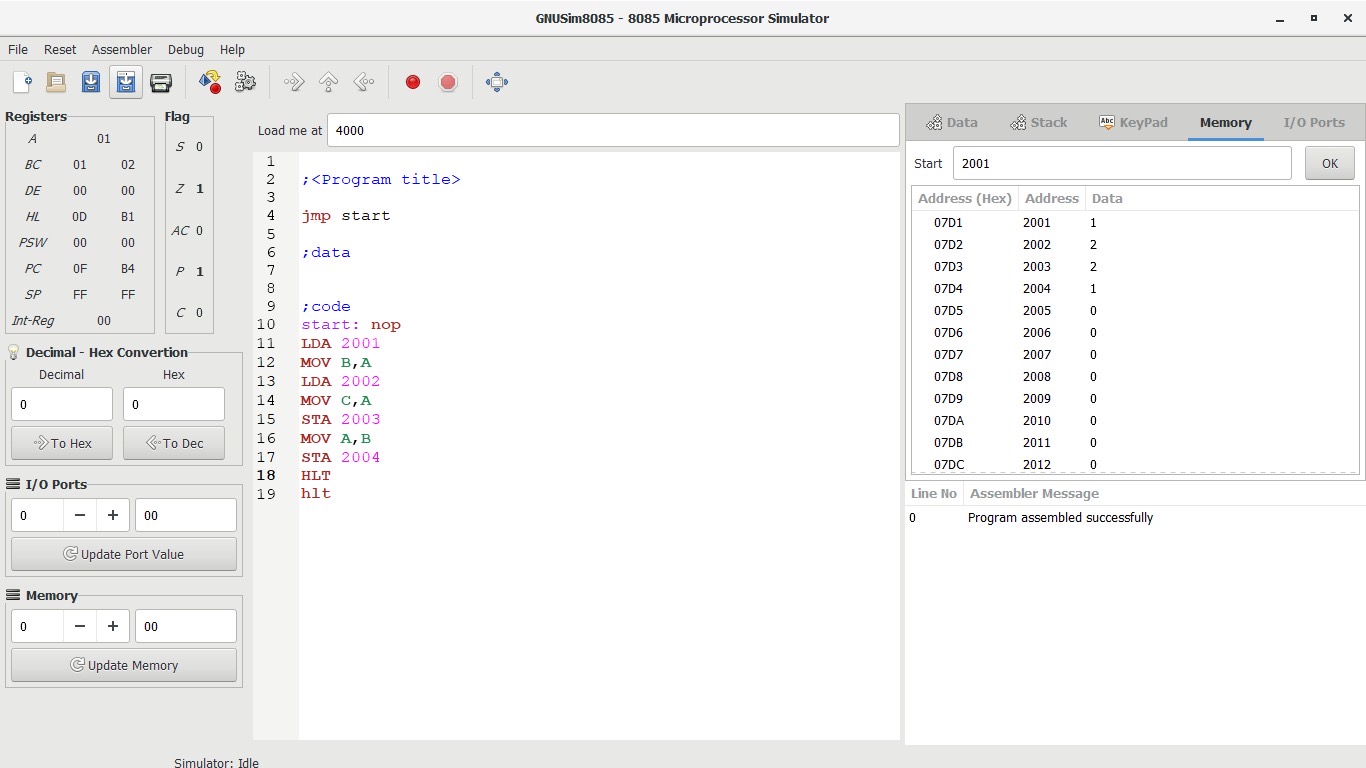 GNUSim8085 - 8085 Microprocessor Simulator
File Reset Assembler Debug Help
Registers
A 01
BC 01 02
DE 00 00
HL 0D B1
PSW 00 00
PC 0F B4
SP FF FF
Int-Reg 00
Flag
S 0
Z 1
AC 0
P 1
C 0
Decimal - Hex Convertion
Decimal Hex
0 0
To Hex To Dec
I/O Ports
0 − + 00
Update Port Value
Memory
0 − + 00
Update Memory
Load me at 4000
1
2 ;<Program title>
3
4 jmp start
5
6 ;data
7
8
9 ;code
10 start: nop
11 LDA 2001
12 MOV B,A
13 LDA 2002
14 MOV C,A
15 STA 2003
16 MOV A,B
17 STA 2004
18 HLT
19 hlt
Data Stack Abc KeyPad Memory I/O Ports
Start 2001 OK
Address (Hex) Address Data
07D1 2001 1
07D2 2002 2
07D3 2003 2
07D4 2004 1
07D5 2005 0
07D6 2006 0
07D7 2007 0
07D8 2008 0
07D9 2009 0
07DA 2010 0
07DB 2011 0
07DC 2012 0
Line No Assembler Message
0 Program assembled successfully
Simulator: Idle